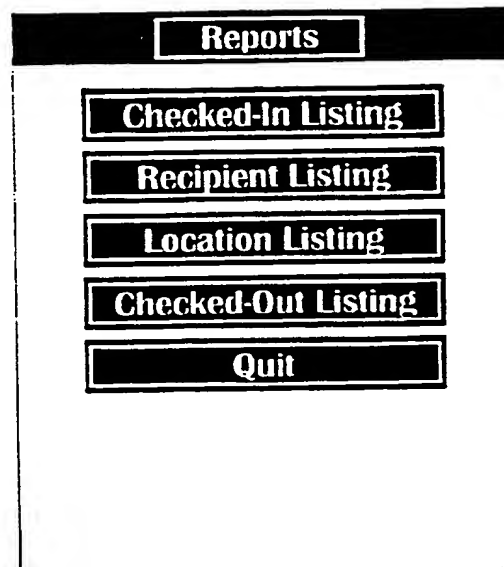 Reports
Checked-In Listing
Recipient Listing
Location Listing
Checked-Out Listing
Quit